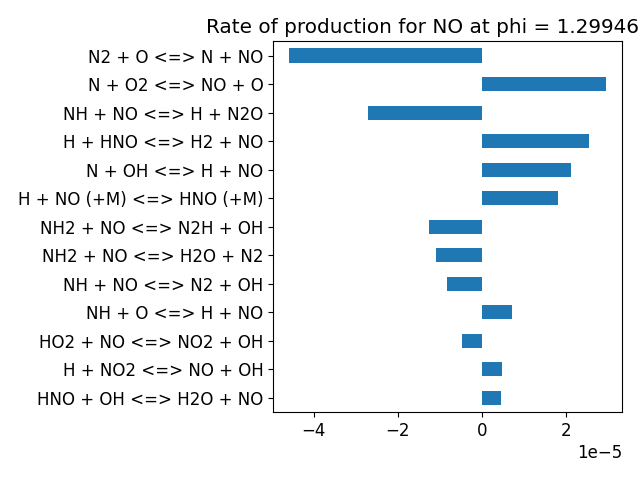 Rate of production for NO at phi = 1.29946
N2 + O <=> N + NO
N + O2 <=> NO + O
NH + NO <=> H + N2O
H + HNO <=> H2 + NO
N + OH <=> H + NO
H + NO (+M) <=> HNO (+M)
NH2 + NO <=> N2H + OH
NH2 + NO <=> H2O + N2
NH + NO <=> N2 + OH
NH + O <=> H + NO
HO2 + NO <=> NO2 + OH
H + NO2 <=> NO + OH
HNO + OH <=> H2O + NO
−4 −2 0 2
1e−5